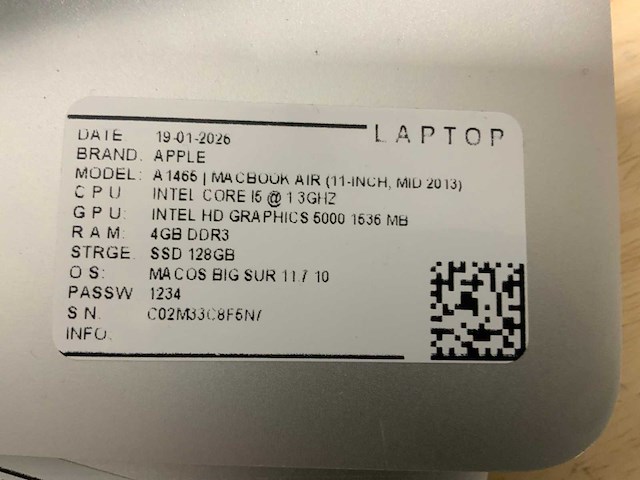 LAPTOP
DATE 19-01-2026
BRAND. APPLE
MODEL: A1465 | MACBOOK AIR (11-INCH, MID 2013)
CPU INTEL CORE I5 @ 1 3GHZ
GPU: INTEL HD GRAPHICS 5000 1536 MB
RAM: 4GB DDR3
STRGE. SSD 128GB
OS: MACOS BIG SUR 11.7 10
PASSW 1234
S N.
INFO.